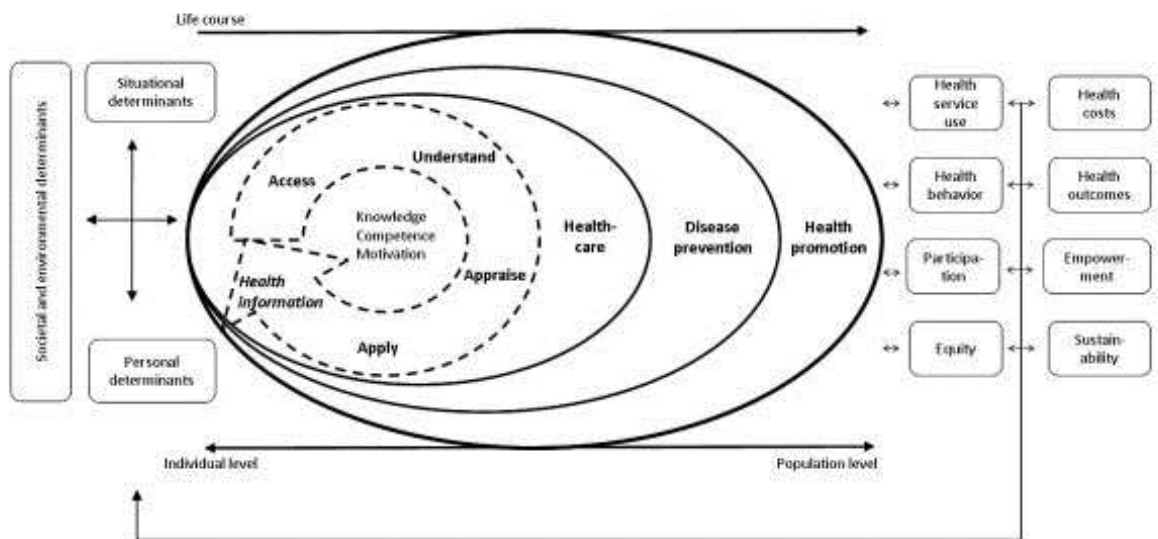 Life course
Societal and environmental determinants
Situational
determinants
Personal
determinants
Access
Understand
Appraise
Apply
Health
information
Knowledge
Competence
Motivation
Health-
care
Disease
prevention
Health
promotion
Individual level
Population level
Health
service
use
Health
costs
Health
behavior
Health
outcomes
Participa-
tion
Empower-
ment
Equity
Sustain-
ability